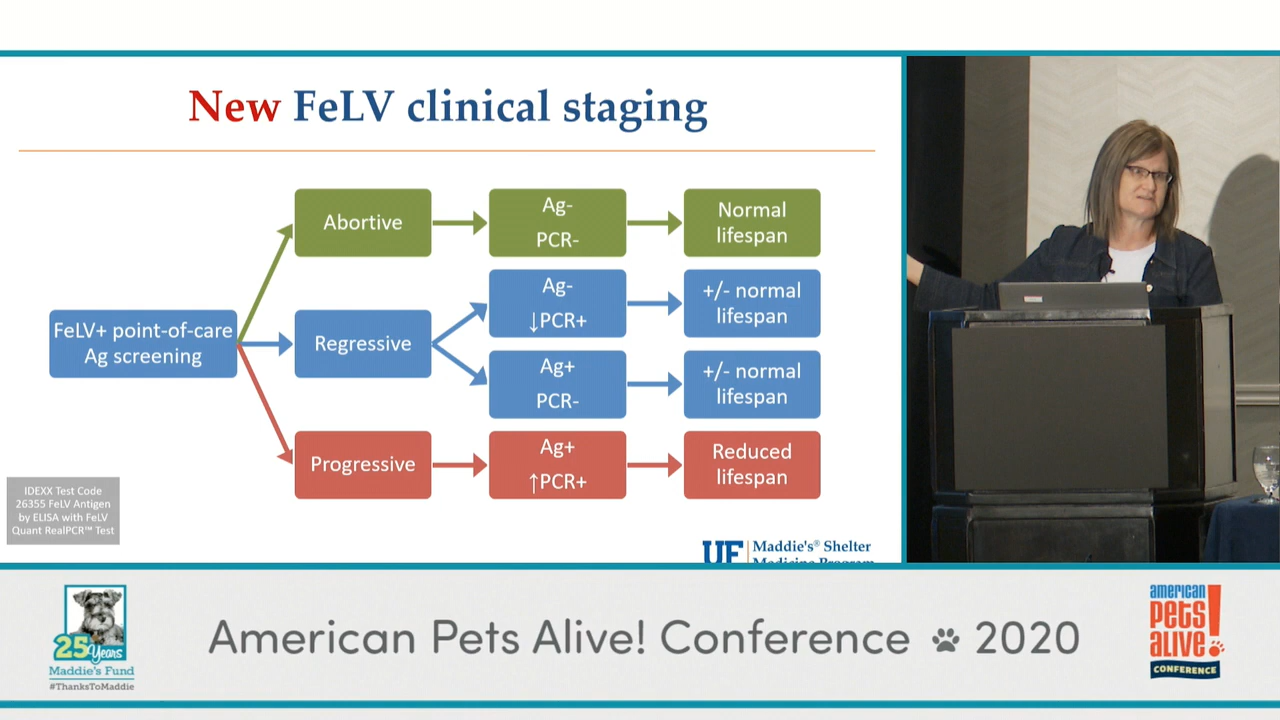 New FeLV clinical staging
FeLV+ point-of-care
Ag screening
Abortive
Ag-
PCR-
Normal
lifespan
Regressive
Ag-
↓PCR+
+/- normal
lifespan
Ag+
PCR-
+/- normal
lifespan
Progressive
Ag+
↑PCR+
Reduced
lifespan
IDEXX Test Code
26355 FeLV Antigen
by ELISA with FeLV
Quant RealPCR™ Test
UF
Maddie's® Shelter
Medicine Program
25 Years
Maddie's Fund
#ThanksToMaddie
American Pets Alive! Conference 2020
american
PETS
ALIVE!
CONFERENCE